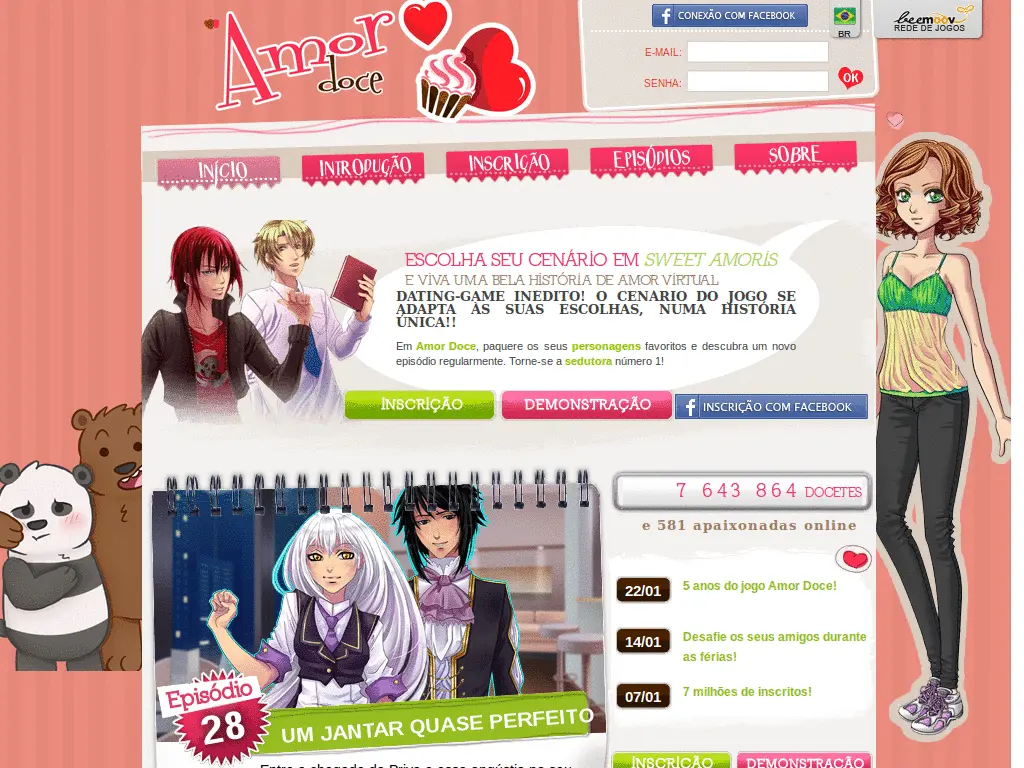 Amor
doce
CONEXÃO COM FACEBOOK
BR
beemoov
REDE DE JOGOS
E-MAIL:
SENHA:
OK
INÍCIO
INTRODUÇÃO
INSCRIÇÃO
EPISÓDIOS
SOBRE
ESCOLHA SEU CENÁRIO EM SWEET AMORIS
E VIVA UMA BELA HISTÓRIA DE AMOR VIRTUAL
DATING-GAME INEDITO! O CENARIO DO JOGO SE
ADAPTA ÀS SUAS ESCOLHAS, NUMA HISTÓRIA
ÚNICA!!
Em Amor Doce, paquere os seus personagens favoritos e descubra um novo
episódio regularmente. Torne-se a sedutora número 1!
INSCRIÇÃO
DEMONSTRAÇÃO
INSCRIÇÃO COM FACEBOOK
7 643 864 DOCETES
e 581 apaixonadas online
22/01 5 anos do jogo Amor Doce!
14/01 Desafie os seus amigos durante
as férias!
07/01 7 milhões de inscritos!
Episódio
28
UM JANTAR QUASE PERFEITO
INSCRIÇÃO
DEMONSTRAÇÃO